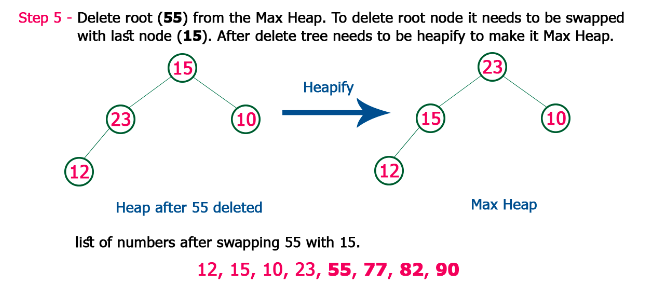 Step 5 - Delete root (55) from the Max Heap. To delete root node it needs to be swapped
with last node (15). After delete tree needs to be heapify to make it Max Heap.
15
23
Heapify
23
10
15
10
12
12
Heap after 55 deleted
Max Heap
list of numbers after swapping 55 with 15.
12, 15, 10, 23, 55, 77, 82, 90